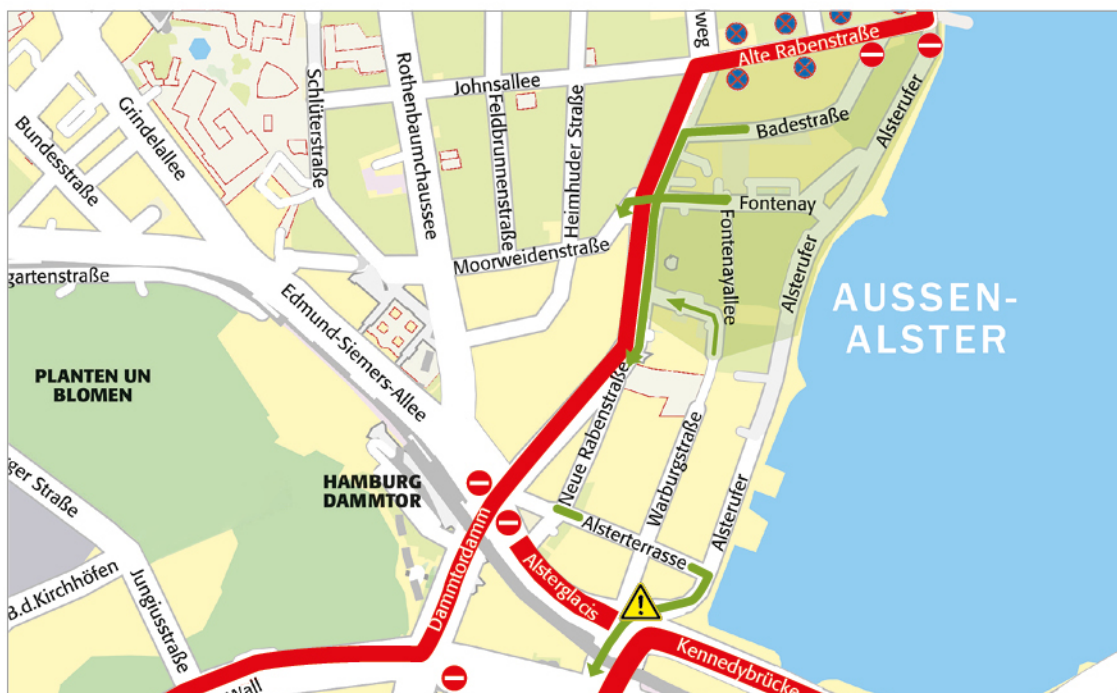 weg
Alte Rabenstraße
Johnsallee
Schlüterstraße
Rothenbaumchaussee
Feldbrunnenstraße
Heimhuder Straße
Grindelallee
Bundesstraße
Badestraße
Alsterufer
Fontenay
Fontenayallee
Moorweidenstraße
Alsterufer
gartenstraße
Edmund-Siemers-Allee
AUSSEN-
ALSTER
PLANTEN UN
BLOMEN
Neue Rabenstraße
Warburgstraße
ger Straße
HAMBURG
DAMMTOR
Alsterufer
Alsterterrasse
Dammtordamm
Alsterglacis
!
B.d.Kirchhöfen
Jungiusstraße
Kennedybrücke
Wall